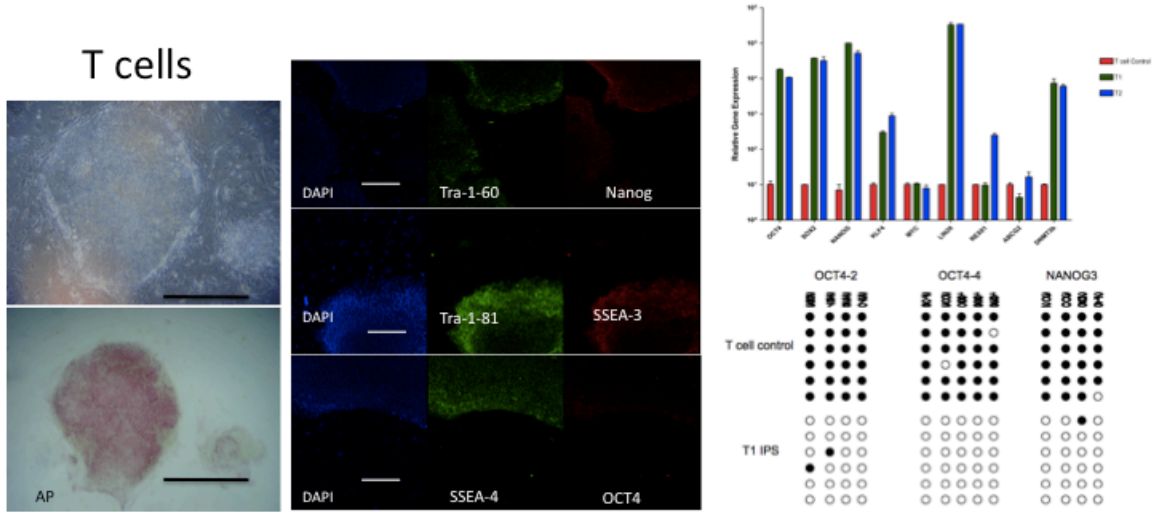 T cells
AP
DAPI
Tra-1-60
Nanog
DAPI
Tra-1-81
SSEA-3
DAPI
SSEA-4
OCT4
Relative Gene Expression
T cell Control
T1
T2
OCT4
SOX2
NANOG
KLF4
MYC
LIN28
REX01
ABCG2
DNMT3b
OCT4-2
OCT4-4
NANOG3
T cell control
T1 IPS